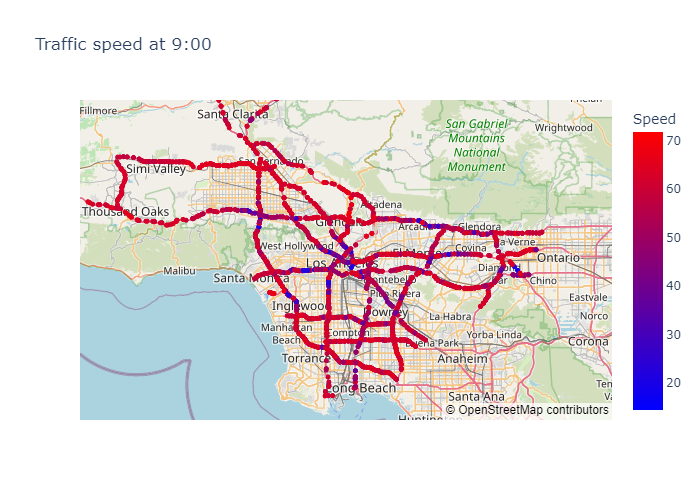 Traffic speed at 9:00
Fillmore
Santa Clarita
San Gabriel
Mountains
National
Monument
Wrightwood
Simi Valley
San Fernando
Thousand Oaks
Glendale
Arcadia
Glendora
La Verne
West Hollywood
Los Angeles
El Monte
Covina
Ontario
Malibu
Santa Monica
Montebello
Diamond
Bar
Chino
Pico Rivera
Eastvale
Inglewood
Downey
La Habra
Norco
Manhattan
Beach
Compton
Buena Park
Yorba Linda
Corona
Torrance
Anaheim
Long Beach
Santa Ana
Huntin
© OpenStreetMap contributors
Speed
70
60
50
40
30
20